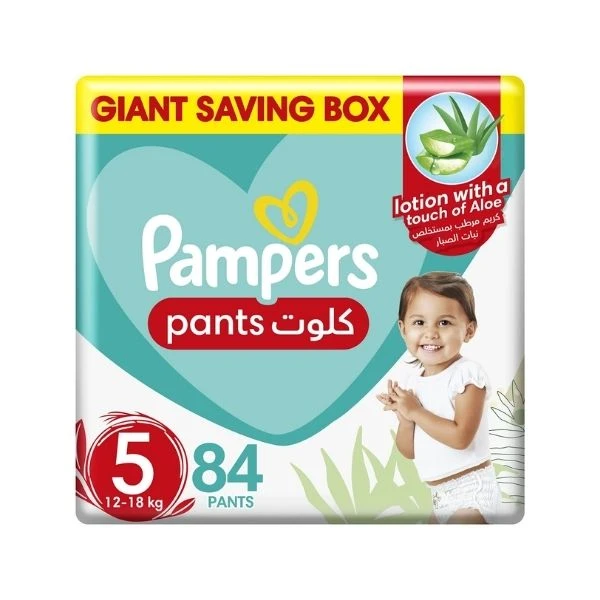 GIANT SAVING BOX
lotion with a
touch of Aloe
كريم مرطب بمستخلص
نبات الصبار
Pampers
pants كلوت
5
12-18 kg
84
PANTS